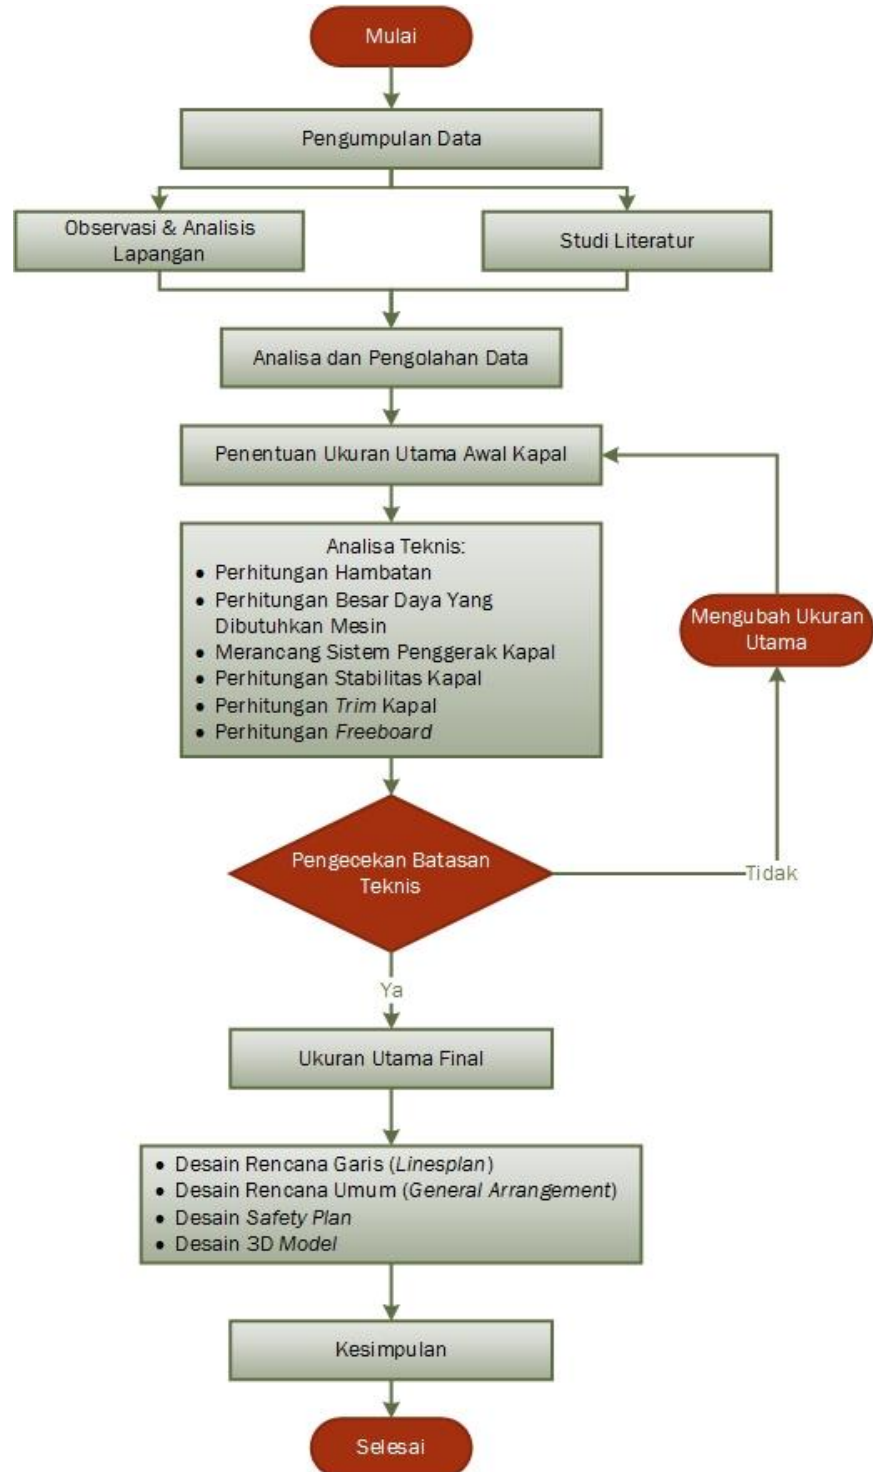 Mulai
Pengumpulan Data
Observasi & Analisis
Lapangan
Studi Literatur
Analisa dan Pengolahan Data
Penentuan Ukuran Utama Awal Kapal
Analisa Teknis:
• Perhitungan Hambatan
• Perhitungan Besar Daya Yang
Dibutuhkan Mesin
• Merancang Sistem Penggerak Kapal
• Perhitungan Stabilitas Kapal
• Perhitungan Trim Kapal
• Perhitungan Freeboard
Mengubah Ukuran
Utama
Pengecekan Batasan
Teknis
Tidak
Ya
Ukuran Utama Final
• Desain Rencana Garis (Linesplan)
• Desain Rencana Umum (General Arrangement)
• Desain Safety Plan
• Desain 3D Model
Kesimpulan
Selesai